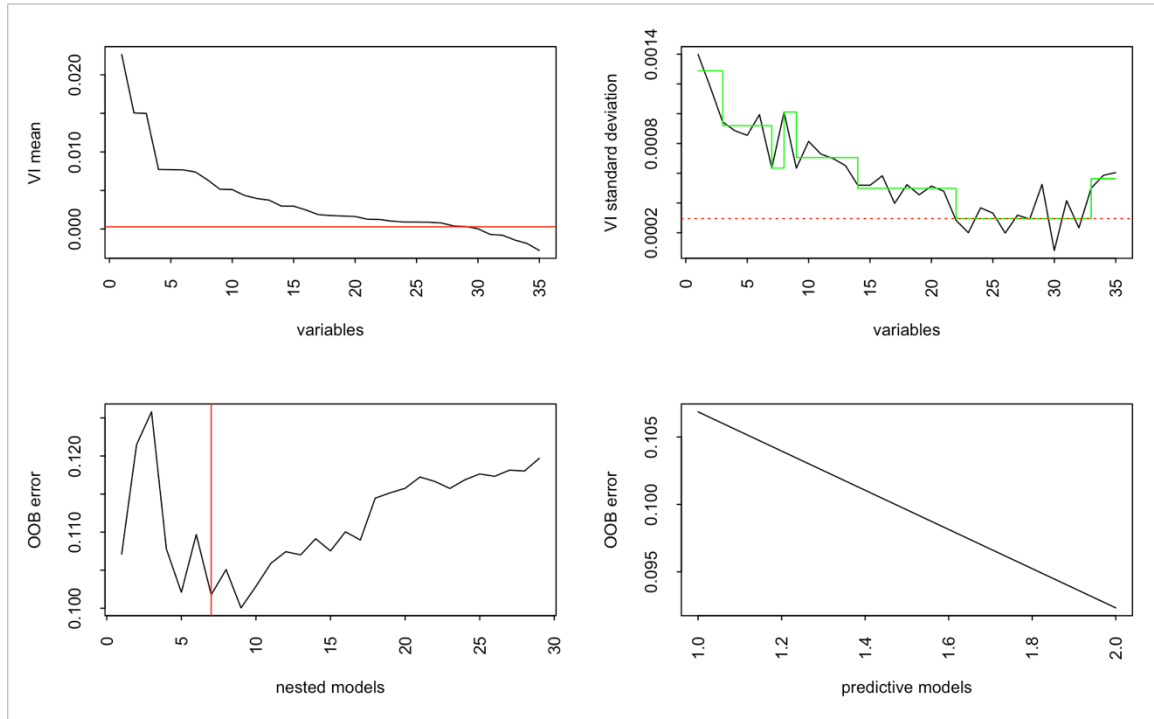 0.020
0.010
0.000
VI mean
0 5 10 15 20 25 30 35
variables
0.0014
0.0008
0.0002
VI standard deviation
0 5 10 15 20 25 30 35
variables
0.120
0.110
0.100
OOB error
0 5 10 15 20 25 30
nested models
0.105
0.100
0.095
OOB error
1.0 1.2 1.4 1.6 1.8 2.0
predictive models